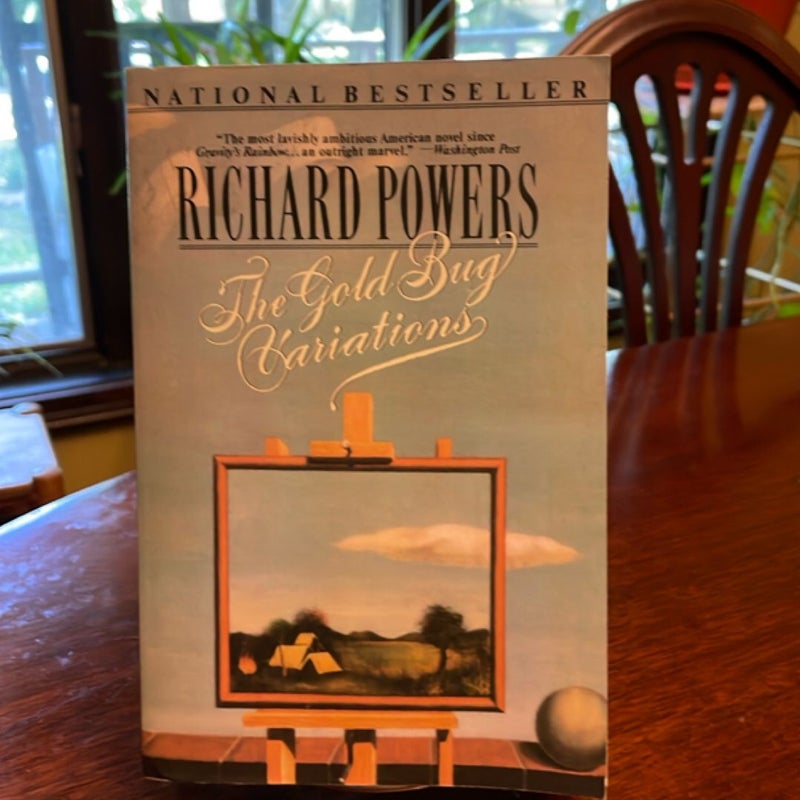 NATIONAL BESTSELLER
“The most lavishly ambitious American novel since
Gravity's Rainbow...an outright marvel.” —Washington Post
RICHARD POWERS
The Gold Bug
Variations